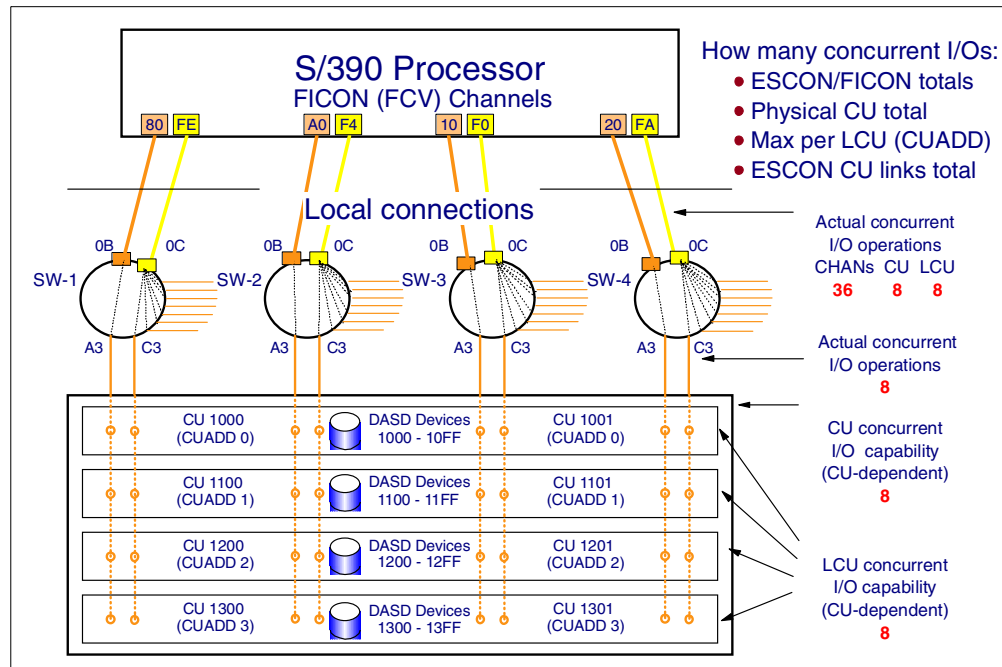 S/390 Processor
FICON (FCV) Channels
80
FE
A0
F4
10
F0
20
FA
How many concurrent I/Os:
• ESCON/FICON totals
• Physical CU total
• Max per LCU (CUADD)
• ESCON CU links total
Local connections
0B
0C
0B
0C
0B
0C
0B
0C
SW-1
SW-2
SW-3
SW-4
A3
C3
A3
C3
A3
C3
A3
C3
Actual concurrent
I/O operations
CHANs CU LCU
36 8 8
Actual concurrent
I/O operations
8
CU 1000
(CUADD 0)
DASD Devices
1000 - 10FF
CU 1001
(CUADD 0)
CU 1100
(CUADD 1)
DASD Devices
1100 - 11FF
CU 1101
(CUADD 1)
CU 1200
(CUADD 2)
DASD Devices
1200 - 12FF
CU 1201
(CUADD 2)
CU 1300
(CUADD 3)
DASD Devices
1300 - 13FF
CU 1301
(CUADD 3)
CU concurrent
I/O capability
(CU-dependent)
8
LCU concurrent
I/O capability
(CU-dependent)
8